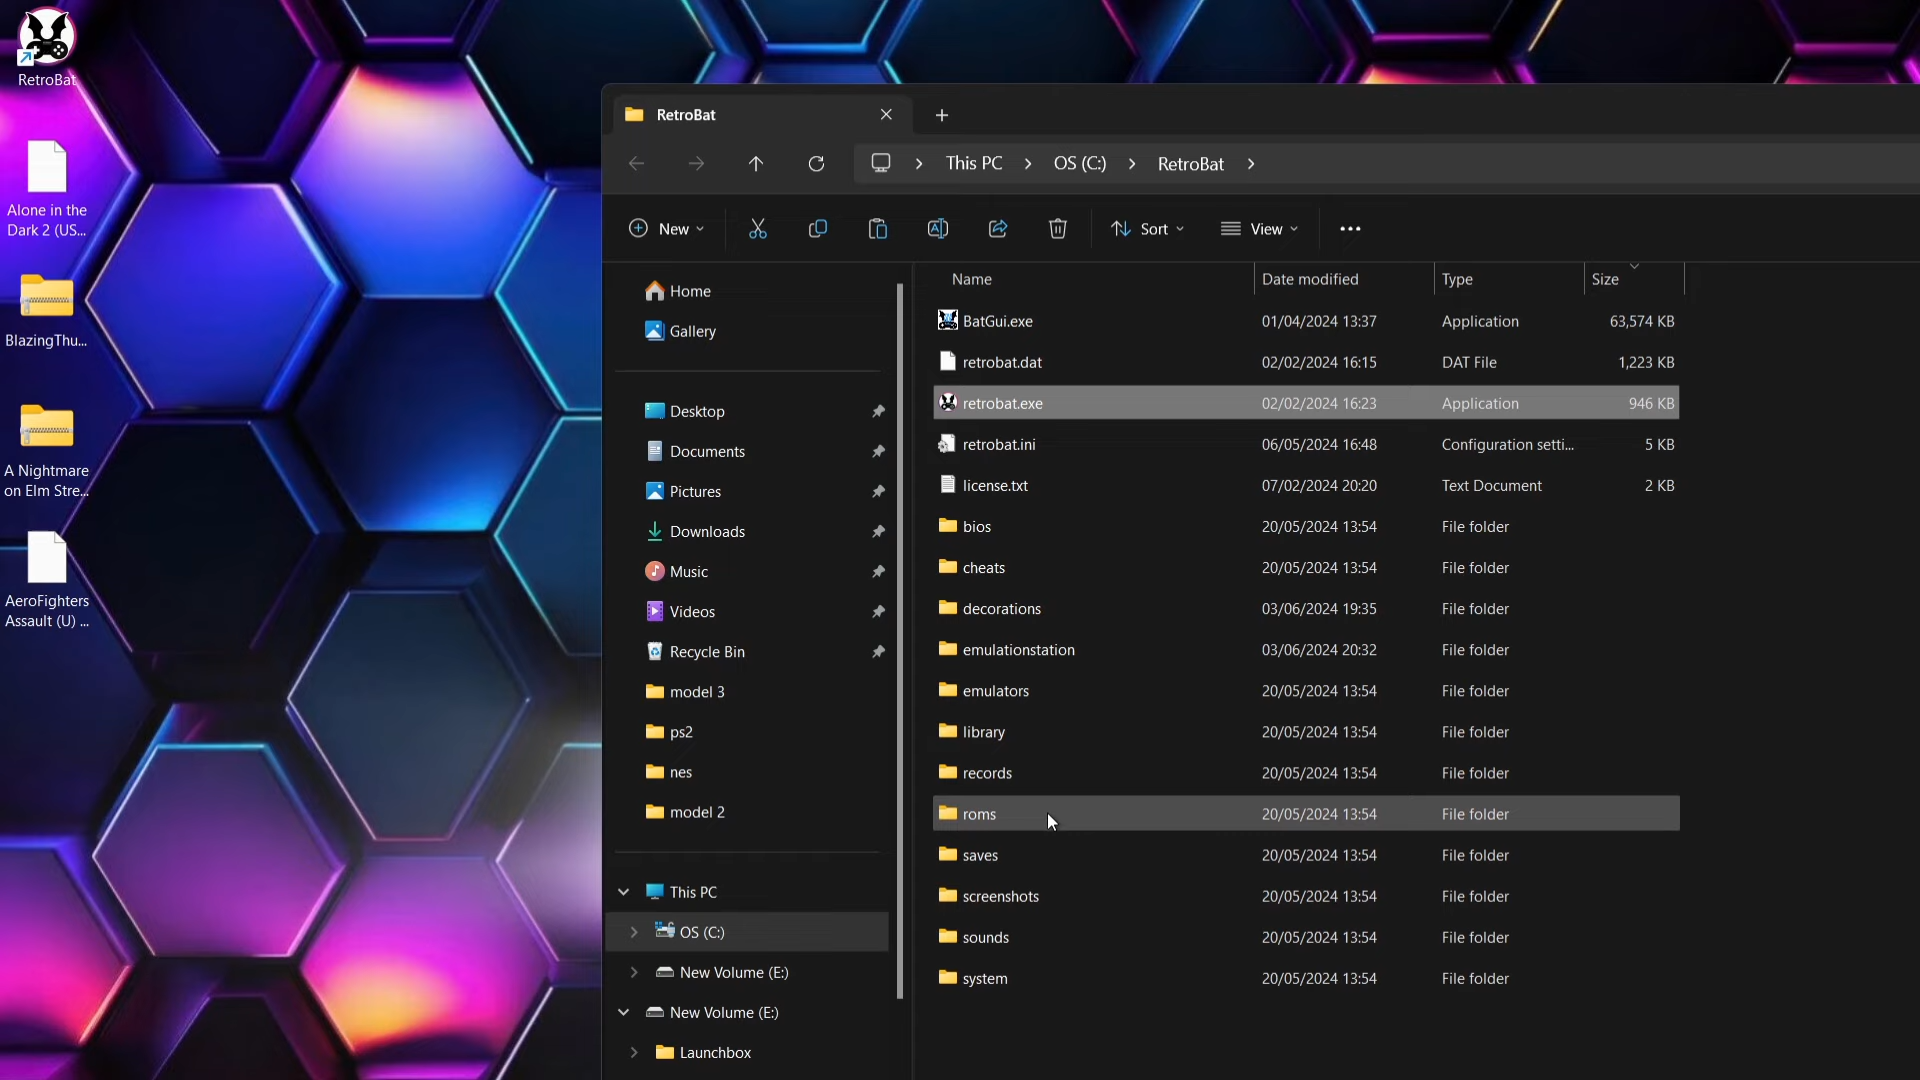 RetroBat
Alone in the
Dark 2 (US...
BlazingThu...
A Nightmare
on Elm Stre...
AeroFighters
Assault (U) ...
RetroBat
This PC
OS (C:)
RetroBat
New
Sort
View
Home
Gallery
Desktop
Documents
Pictures
Downloads
Music
Videos
Recycle Bin
model 3
ps2
nes
model 2
This PC
OS (C:)
New Volume (E:)
New Volume (E:)
Launchbox
Name Date modified Type Size
BatGui.exe 01/04/2024 13:37 Application 63,574 KB
retrobat.dat 02/02/2024 16:15 DAT File 1,223 KB
retrobat.exe 02/02/2024 16:23 Application 946 KB
retrobat.ini 06/05/2024 16:48 Configuration setti... 5 KB
license.txt 07/02/2024 20:20 Text Document 2 KB
bios 20/05/2024 13:54 File folder
cheats 20/05/2024 13:54 File folder
decorations 03/06/2024 19:35 File folder
emulationstation 03/06/2024 20:32 File folder
emulators 20/05/2024 13:54 File folder
library 20/05/2024 13:54 File folder
records 20/05/2024 13:54 File folder
roms 20/05/2024 13:54 File folder
saves 20/05/2024 13:54 File folder
screenshots 20/05/2024 13:54 File folder
sounds 20/05/2024 13:54 File folder
system 20/05/2024 13:54 File folder